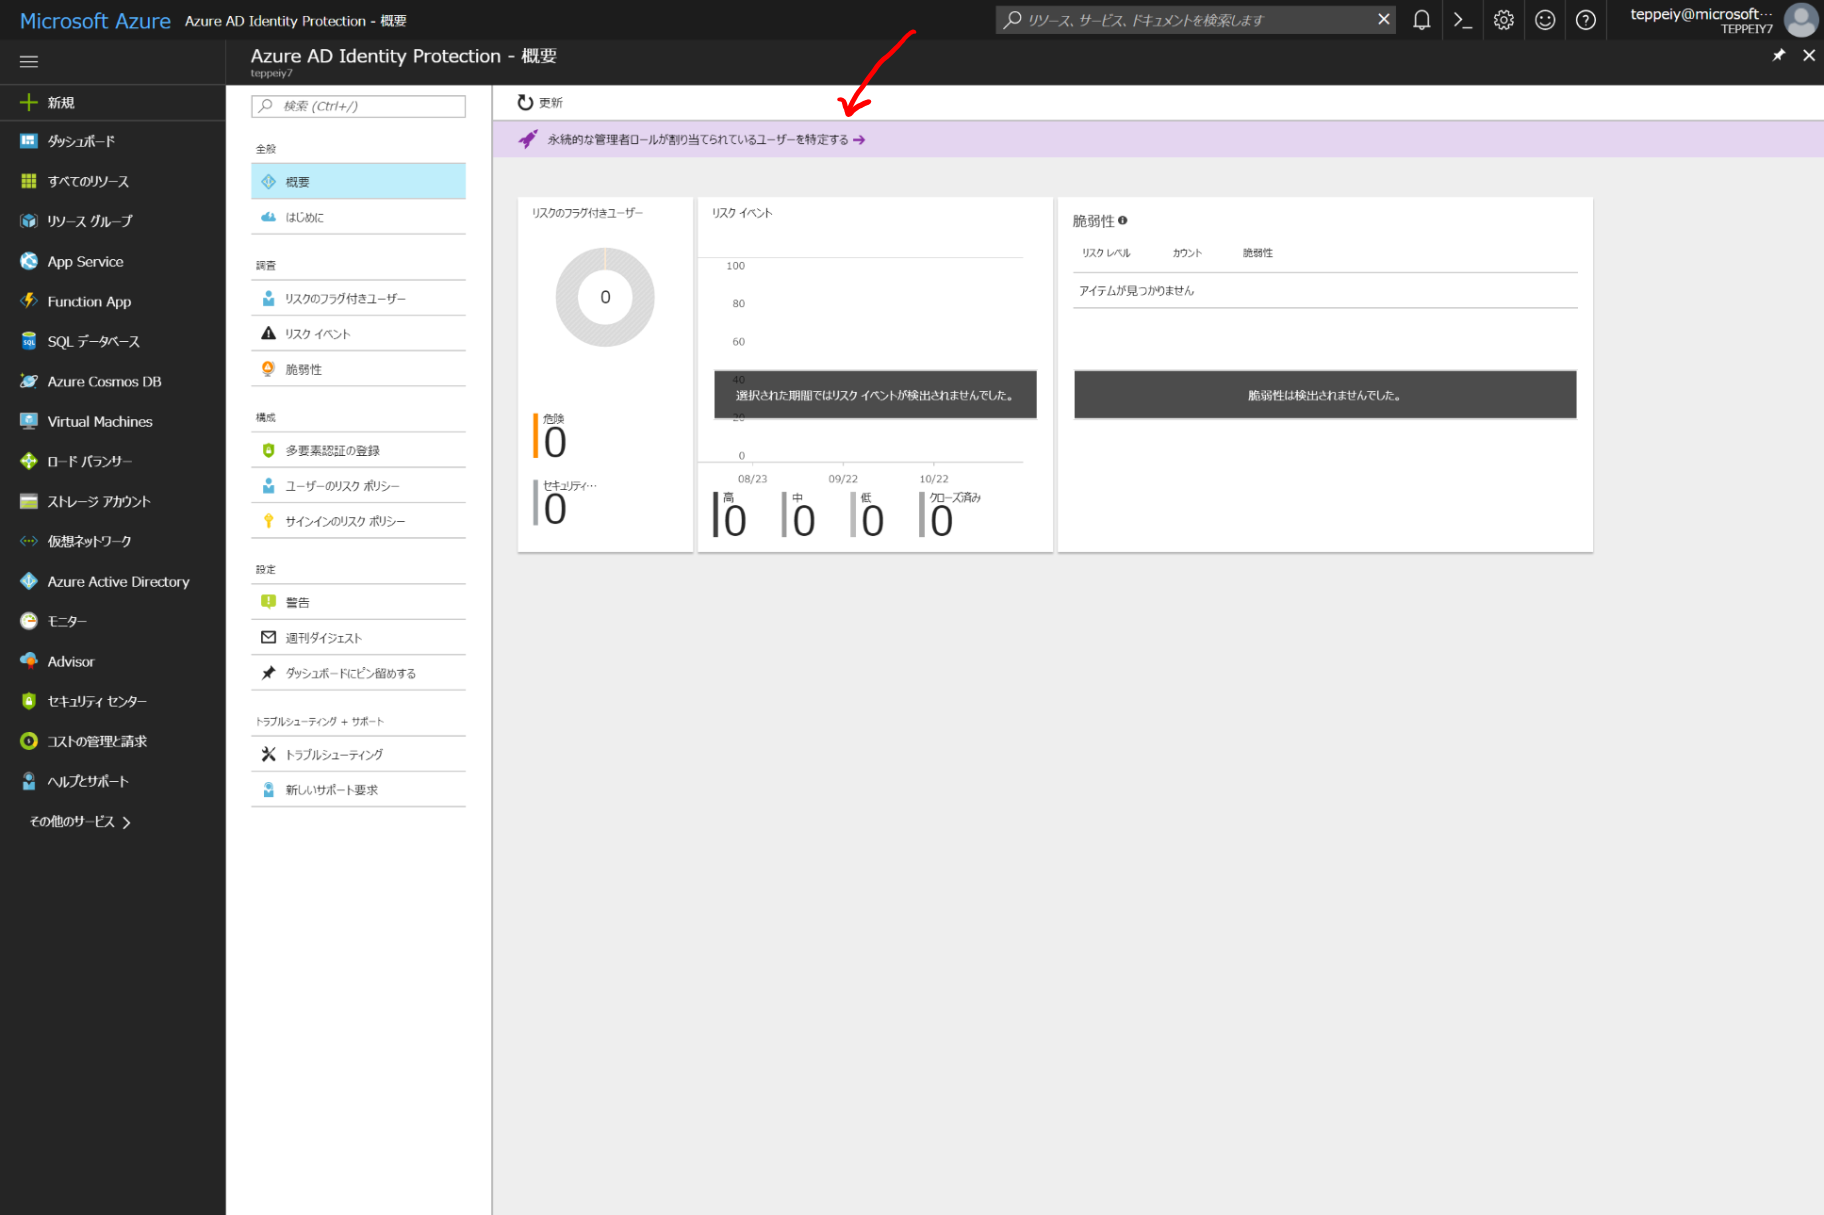 Microsoft Azure
Azure AD Identity Protection - 概要
リソース、サービス、ドキュメントを検索します
teppeiy@microsoft…
TEPPEIY7
Azure AD Identity Protection - 概要
teppeiy7
新規
ダッシュボード
すべてのリソース
リソース グループ
App Service
Function App
SQL データベース
Azure Cosmos DB
Virtual Machines
ロード バランサー
ストレージ アカウント
仮想ネットワーク
Azure Active Directory
モニター
Advisor
セキュリティ センター
コストの管理と請求
ヘルプとサポート
その他のサービス
検索 (Ctrl+/)
全般
概要
はじめに
調査
リスクのフラグ付きユーザー
リスク イベント
脆弱性
構成
多要素認証の登録
ユーザーのリスク ポリシー
サインインのリスク ポリシー
設定
警告
週刊ダイジェスト
ダッシュボードにピン留めする
トラブルシューティング + サポート
トラブルシューティング
新しいサポート要求
更新
永続的な管理者ロールが割り当てられているユーザーを特定する →
リスクのフラグ付きユーザー
0
危険
0
セキュリティ…
0
リスク イベント
100
80
60
40
選択された期間ではリスク イベントが検出されませんでした。
20
0
08/23 09/22 10/22
高
0
中
0
低
0
クローズ済み
0
脆弱性
リスク レベル カウント 脆弱性
アイテムが見つかりません
脆弱性は検出されませんでした。